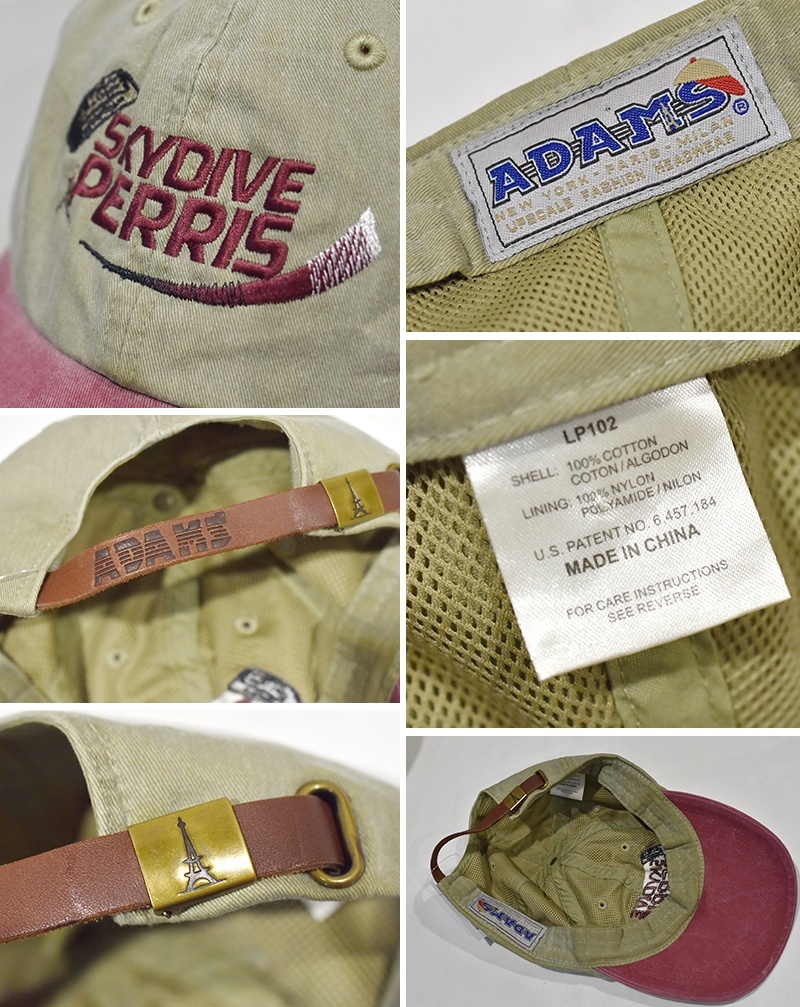 SKYDIVE
PERRIS
ADAMS®
NEW YORK · PARIS · MILAN
UPSCALE FASHION HEADWEAR
LP102
SHELL: 100% COTTON
COTON / ALGODON
LINING: 100% NYLON
POLYAMIDE / NILON
U.S. PATENT NO. 6.457.184
MADE IN CHINA
FOR CARE INSTRUCTIONS
SEE REVERSE
ADAMS
ADAMS